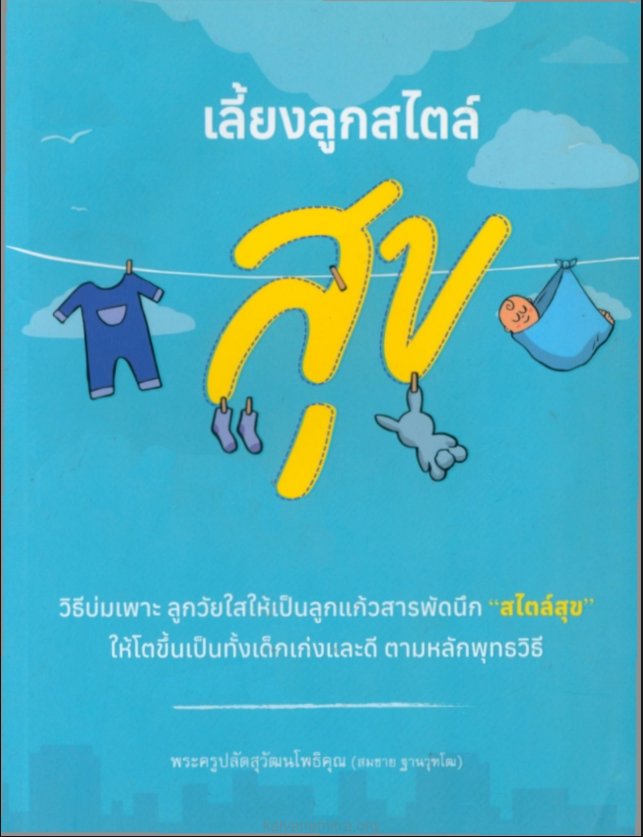 เลี้ยงลูกสไตล์
สุข
วิธีบ่มเพาะ ลูกวัยใสให้เป็นลูกแก้วสารพัดนึก “สไตล์สุข”
ให้โตขึ้นเป็นทั้งเด็กเก่งและดี ตามหลักพุทธวิธี
พระครูปลัดสุวัฒนโพธิคุณ (สมชาย ฐานวุฑโฒ)